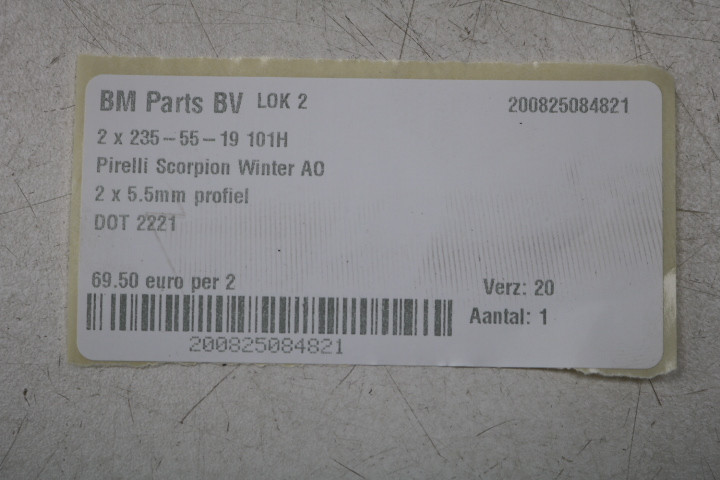 BM Parts BV LOK 2 200825084821
2 x 235-55-19 101H
Pirelli Scorpion Winter AO
2 x 5.5mm profiel
DOT 2221
69.50 euro per 2 Verz: 20
Aantal: 1
200825084821